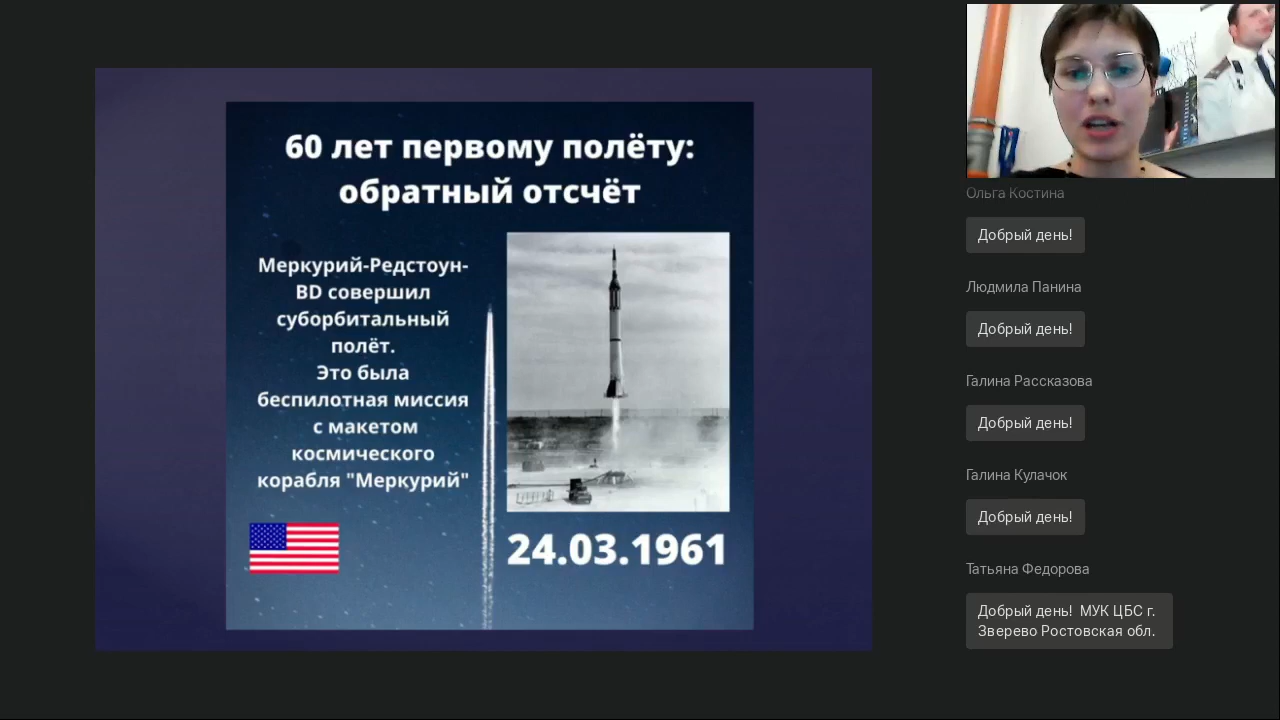 60 лет первому полёту:
обратный отсчёт
Меркурий-Редстоун-
BD совершил
суборбитальный
полёт.
Это была
беспилотная миссия
с макетом
космического
корабля "Меркурий"
24.03.1961
Ольга Костина
Добрый день!
Людмила Панина
Добрый день!
Галина Рассказова
Добрый день!
Галина Кулачок
Добрый день!
Татьяна Федорова
Добрый день!  МУК ЦБС г.
Зверево Ростовская обл.